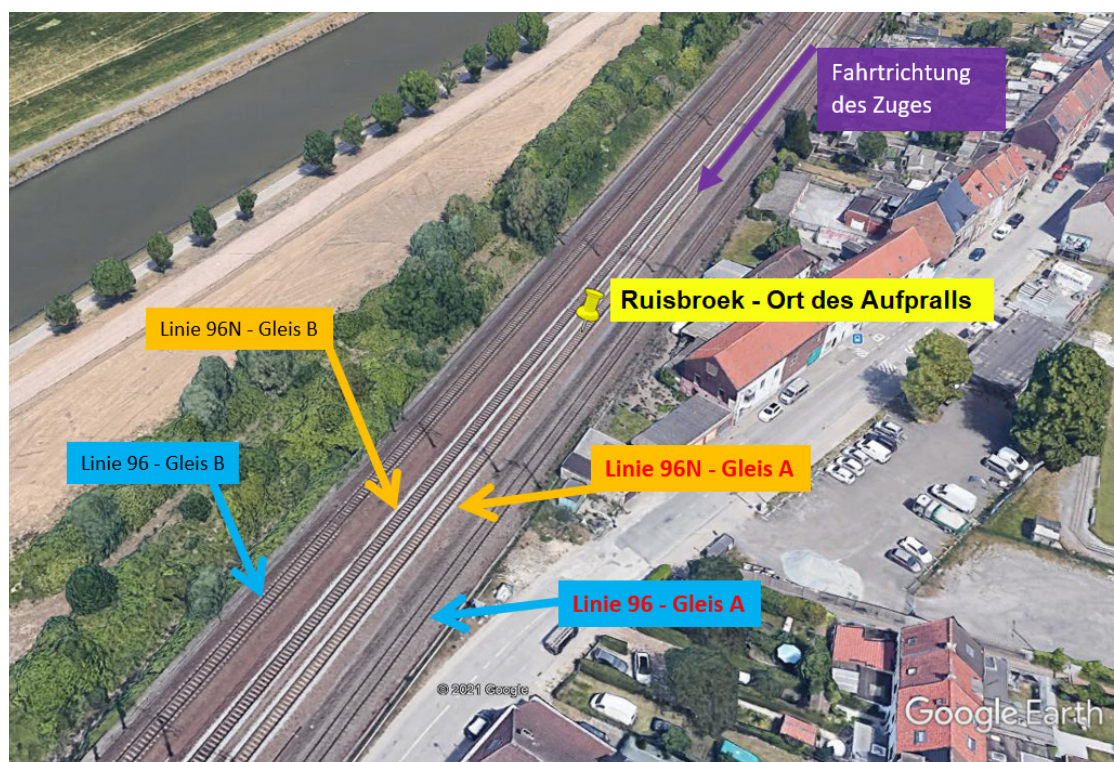 Fahrtrichtung
des Zuges
Ruisbroek - Ort des Aufpralls
Linie 96N - Gleis B
Linie 96 - Gleis B
Linie 96N - Gleis A
Linie 96 - Gleis A
© 2021 Google
Google Earth